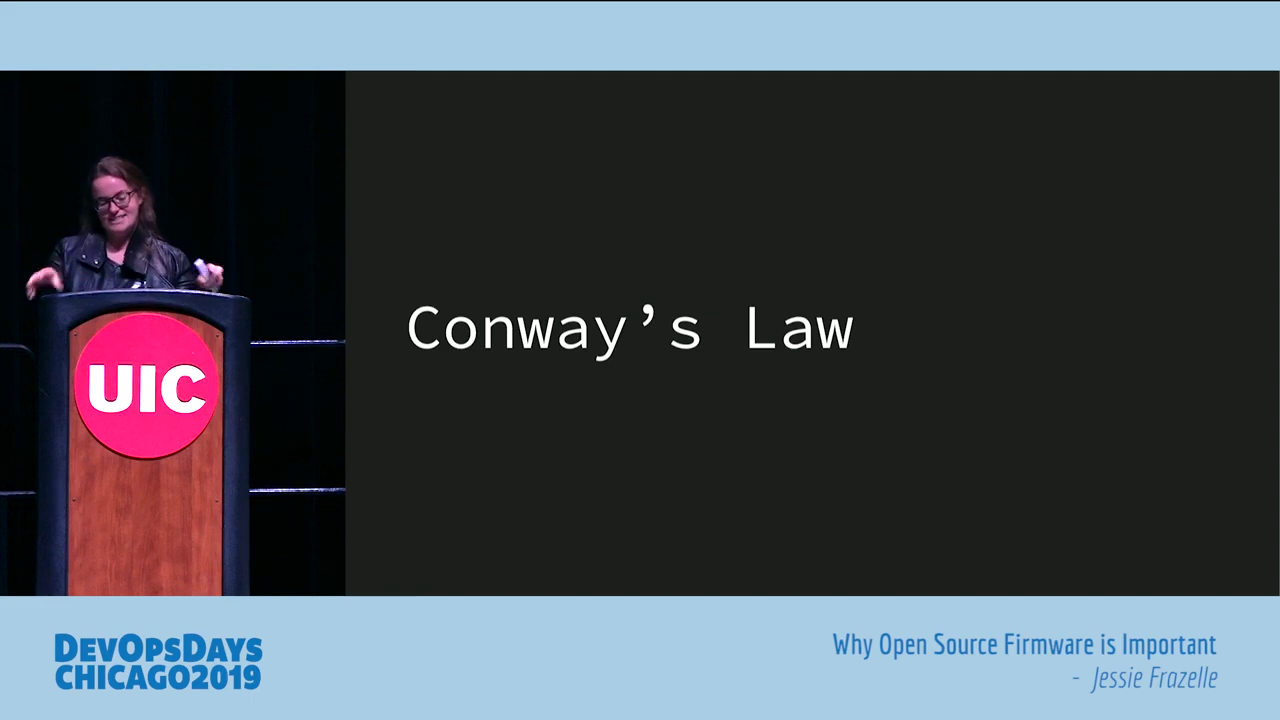 Conway’s Law
UIC
DEVOPSDAYS
CHICAGO2019
Why Open Source Firmware is Important
- Jessie Frazelle